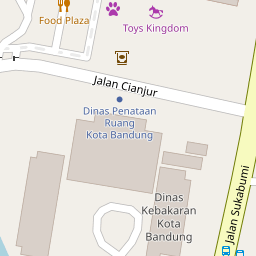 Food Plaza
Toys Kingdom
Jalan Cianjur
Dinas Penataan
Ruang
Kota Bandung
Dinas
Kebakaran
Kota
Bandung
Jalan Sukabumi